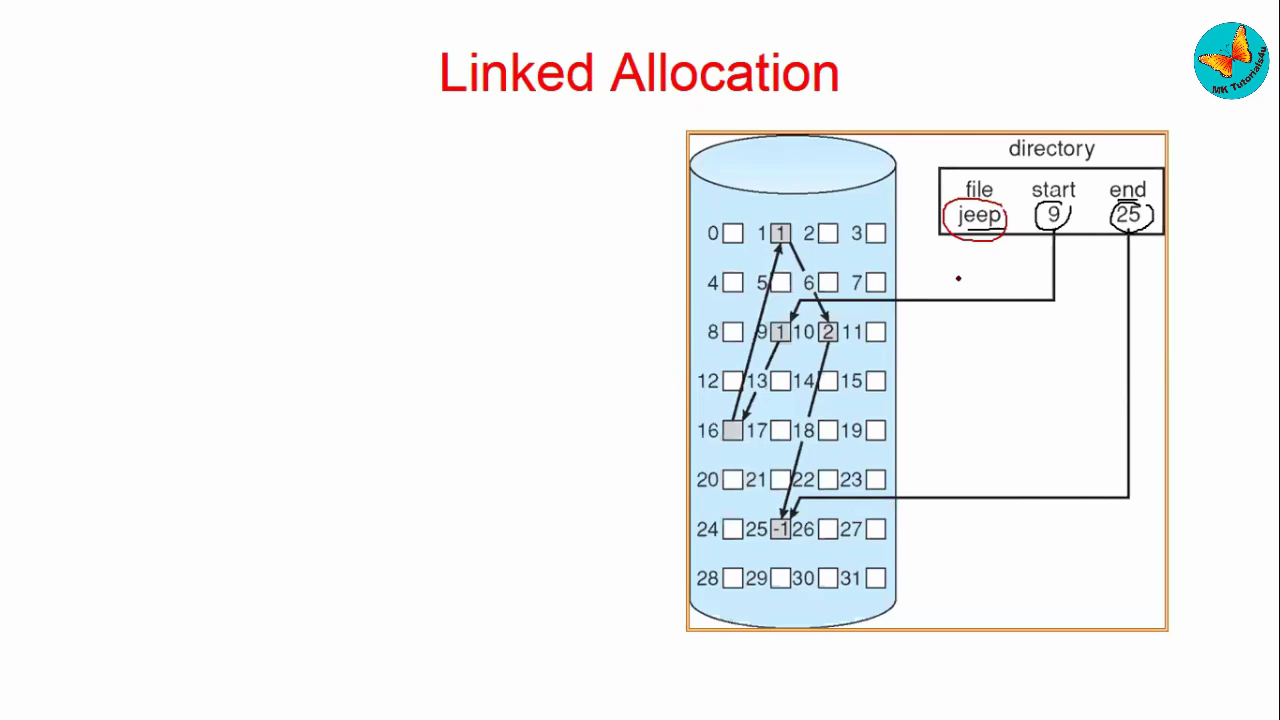 Linked Allocation
MK Tutorials4u
directory
file start end
jeep 9 25
0 1 1 2 3
4 5 6 7
8 9 1 10 2 11
12 13 14 15
16 17 18 19
20 21 22 23
24 25 -1 26 27
28 29 30 31